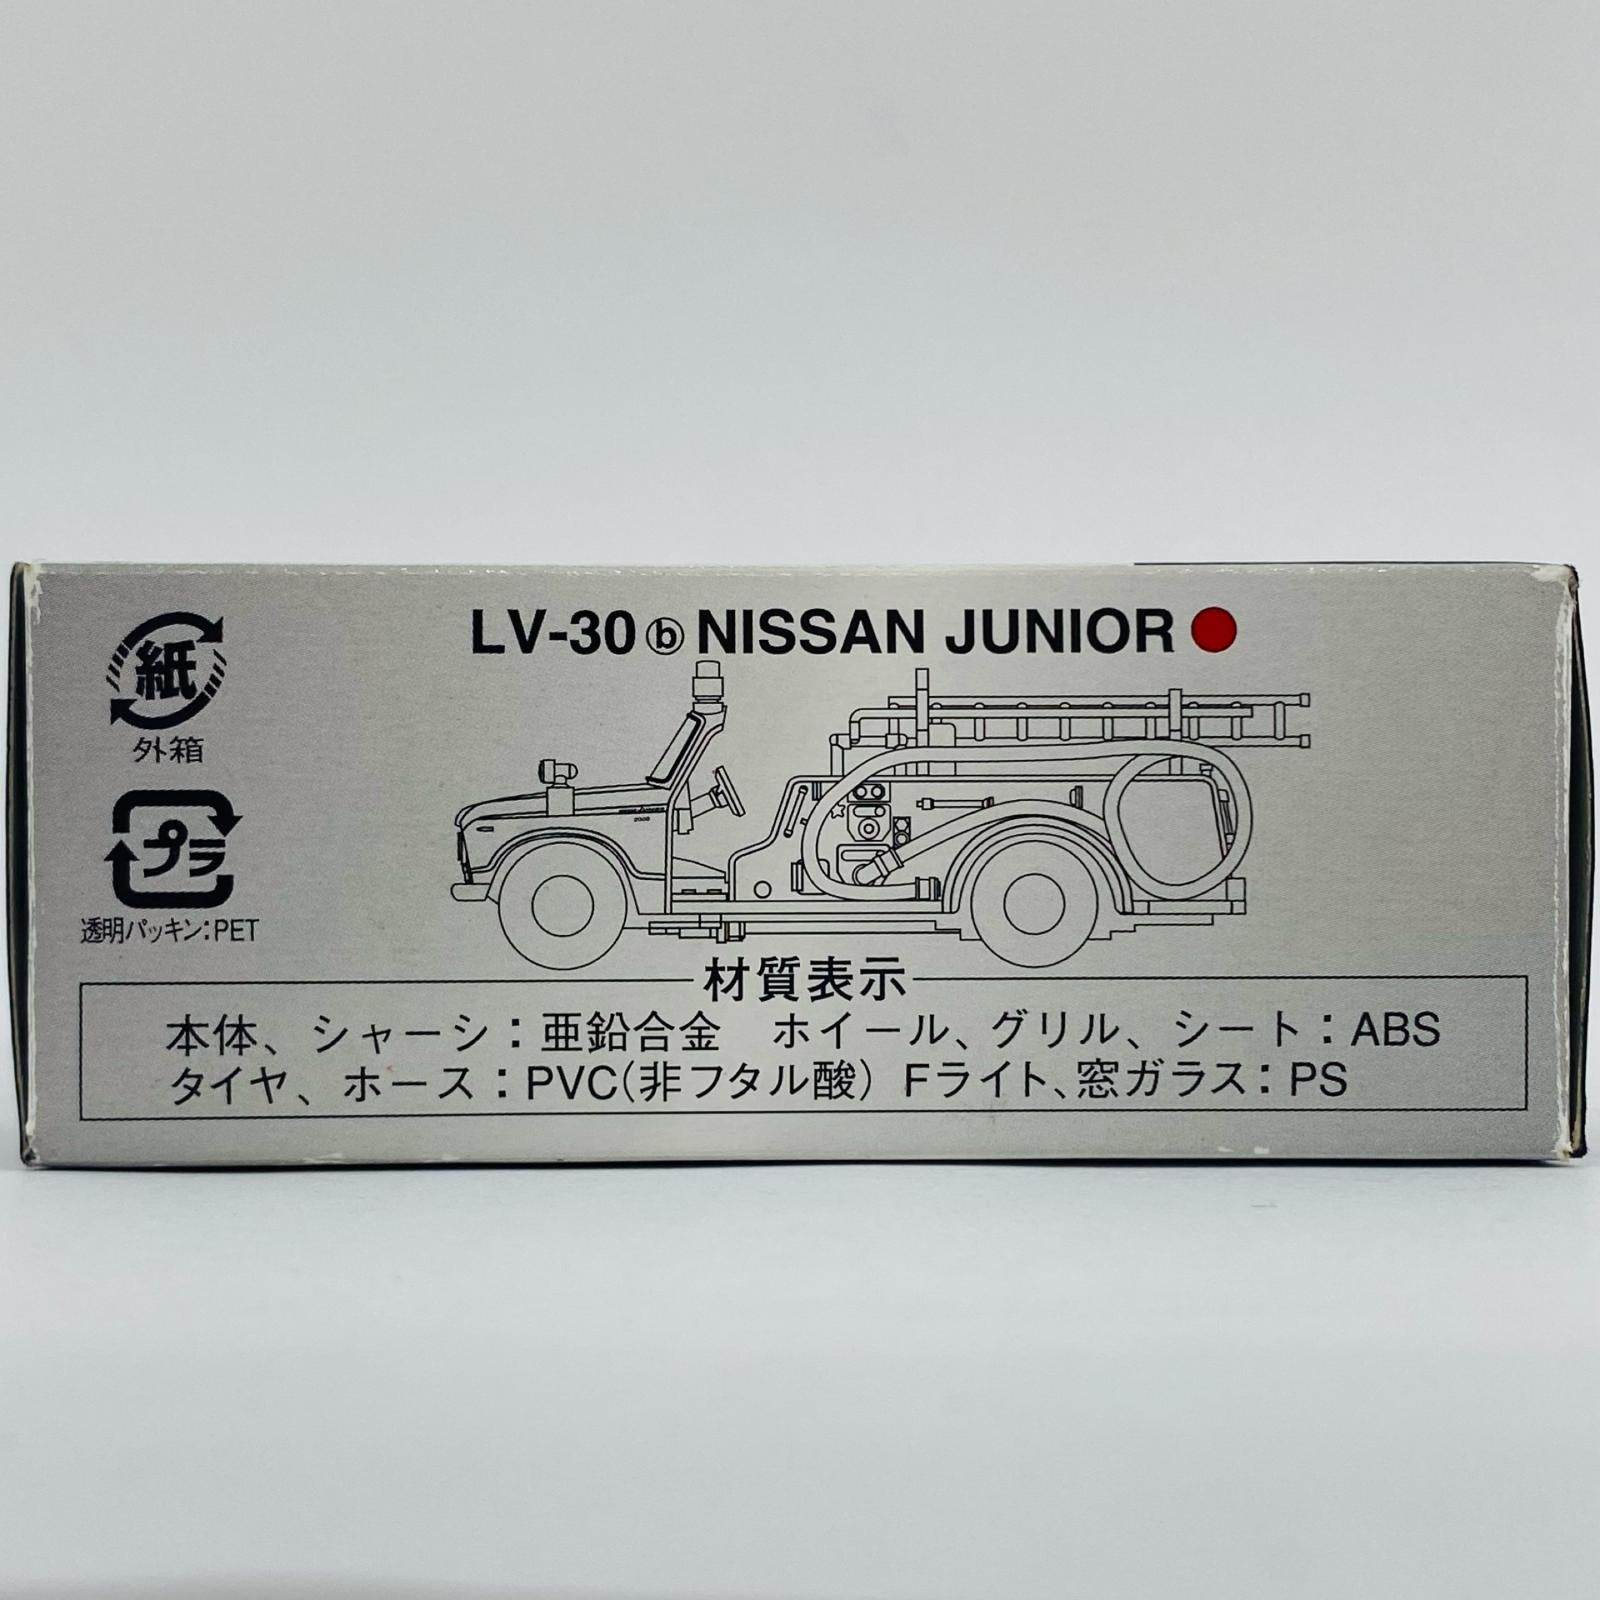 LV-30 ⓑ NISSAN JUNIOR
紙
外箱
プラ
透明パッキン:PET
2000
材質表示
本体、シャーシ:亜鉛合金 ホイール、グリル、シート:ABS
タイヤ、ホース:PVC(非フタル酸) Fライト、窓ガラス:PS